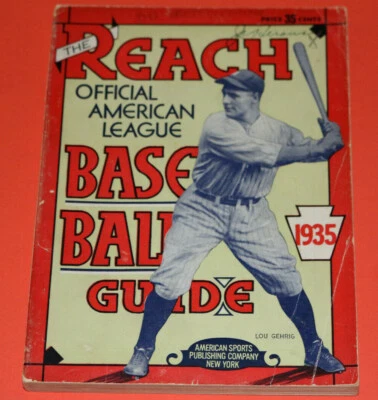 PRICE 35 CENTS
THE
REACH
OFFICIAL
AMERICAN
LEAGUE
BASE
BALL
GUIDE
1935
LOU GEHRIG
AMERICAN SPORTS
PUBLISHING COMPANY
NEW YORK